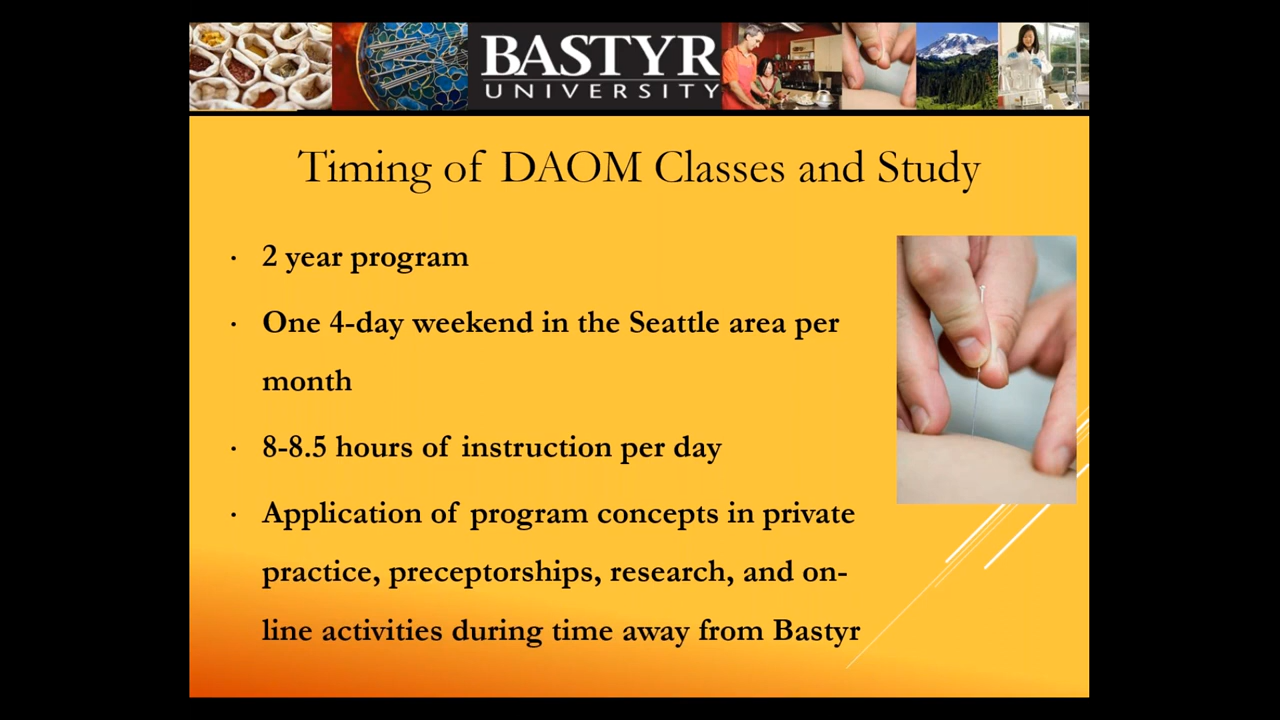 BASTYR
UNIVERSITY
Timing of DAOM Classes and Study
· 2 year program
· One 4-day weekend in the Seattle area per
month
· 8-8.5 hours of instruction per day
· Application of program concepts in private
practice, preceptorships, research, and on-
line activities during time away from Bastyr